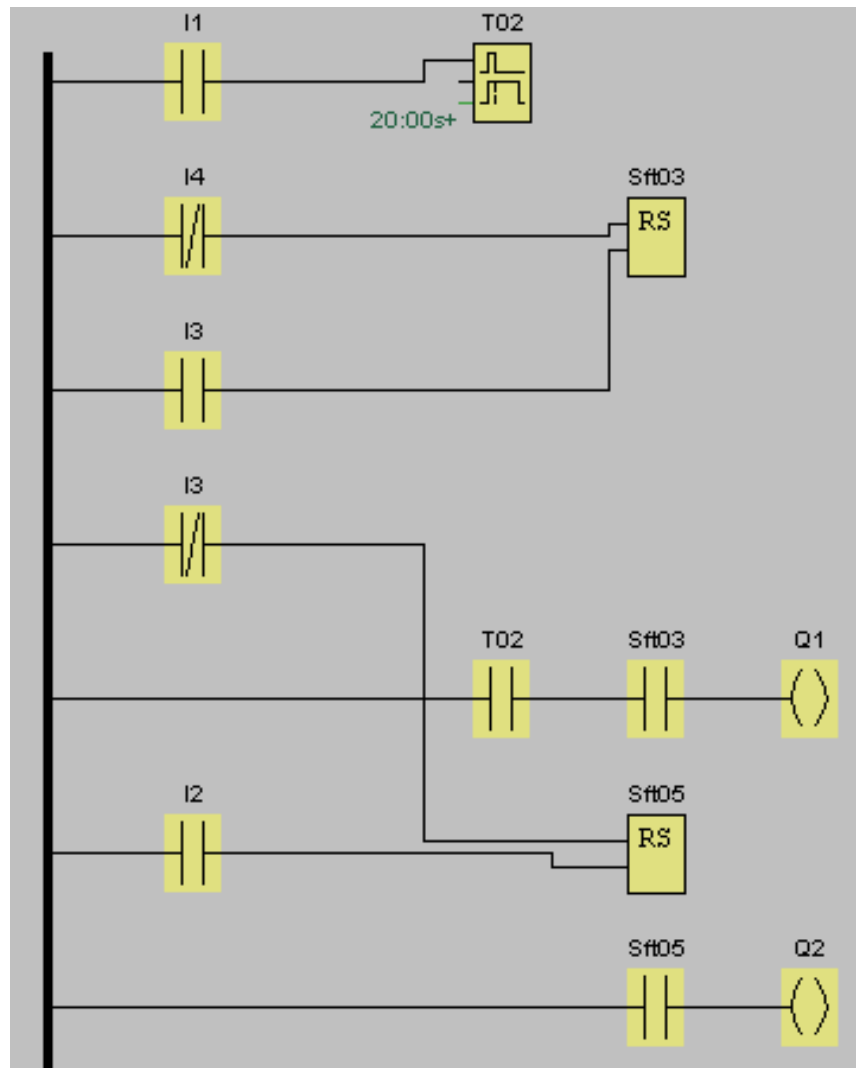 I1 T02
20:00s+
I4 Sft03
RS
I3
I3
T02 Sft03 Q1
I2 Sft05
RS
Sft05 Q2